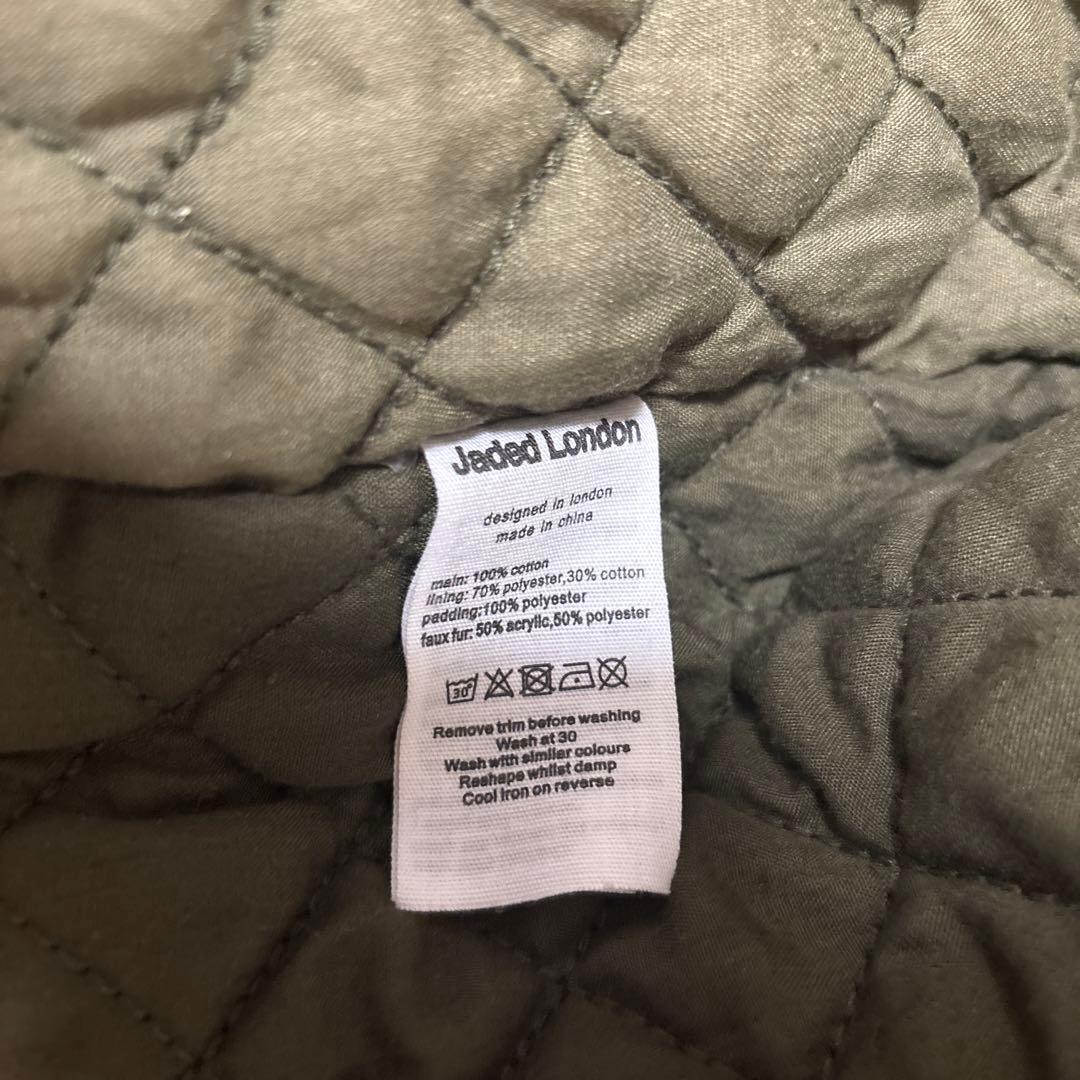 Jaded London
designed in london
made in china
main: 100% cotton
lining: 70% polyester,30% cotton
padding:100% polyester
faux fur: 50% acrylic,50% polyester
30°
Remove trim before washing
Wash at 30
Wash with similar colours
Reshape whilst damp
Cool iron on reverse